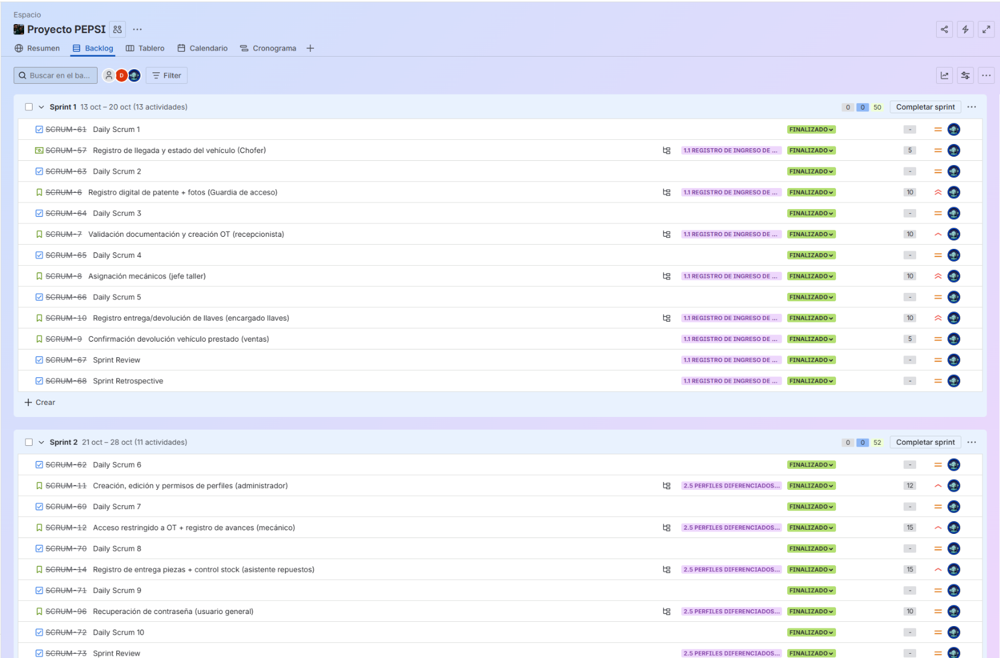 Espacio
Proyecto PEPSI
Resumen Backlog Tablero Calendario Cronograma
Buscar en el ba... D Filter
Sprint 1 13 oct – 20 oct (13 actividades) 0 0 50 Completar sprint
SCRUM-61 Daily Scrum 1 FINALIZADO -
SCRUM-57 Registro de llegada y estado del vehículo (Chofer) 1.1 REGISTRO DE INGRESO DE ... FINALIZADO 5
SCRUM-63 Daily Scrum 2 FINALIZADO -
SCRUM-6 Registro digital de patente + fotos (Guardia de acceso) 1.1 REGISTRO DE INGRESO DE ... FINALIZADO 10
SCRUM-64 Daily Scrum 3 FINALIZADO -
SCRUM-7 Validación documentación y creación OT (recepcionista) 1.1 REGISTRO DE INGRESO DE ... FINALIZADO 10
SCRUM-65 Daily Scrum 4 FINALIZADO -
SCRUM-8 Asignación mecánicos (jefe taller) 1.1 REGISTRO DE INGRESO DE ... FINALIZADO 10
SCRUM-66 Daily Scrum 5 FINALIZADO -
SCRUM-10 Registro entrega/devolución de llaves (encargado llaves) 1.1 REGISTRO DE INGRESO DE ... FINALIZADO 10
SCRUM-9 Confirmación devolución vehículo prestado (ventas) 1.1 REGISTRO DE INGRESO DE ... FINALIZADO 5
SCRUM-67 Sprint Review 1.1 REGISTRO DE INGRESO DE ... FINALIZADO -
SCRUM-68 Sprint Retrospective 1.1 REGISTRO DE INGRESO DE ... FINALIZADO -
Crear
Sprint 2 21 oct – 28 oct (11 actividades) 0 0 52 Completar sprint
SCRUM-62 Daily Scrum 6 FINALIZADO -
SCRUM-11 Creación, edición y permisos de perfiles (administrador) 2.5 PERFILES DIFERENCIADOS... FINALIZADO 12
SCRUM-69 Daily Scrum 7 FINALIZADO -
SCRUM-12 Acceso restringido a OT + registro de avances (mecánico) 2.5 PERFILES DIFERENCIADOS... FINALIZADO 15
SCRUM-70 Daily Scrum 8 FINALIZADO -
SCRUM-14 Registro de entrega piezas + control stock (asistente repuestos) 2.5 PERFILES DIFERENCIADOS... FINALIZADO 15
SCRUM-71 Daily Scrum 9 FINALIZADO -
SCRUM-96 Recuperación de contraseña (usuario general) 2.5 PERFILES DIFERENCIADOS... FINALIZADO 10
SCRUM-72 Daily Scrum 10 FINALIZADO -
SCRUM-73 Sprint Review 2.5 PERFILES DIFERENCIADOS... FINALIZADO -